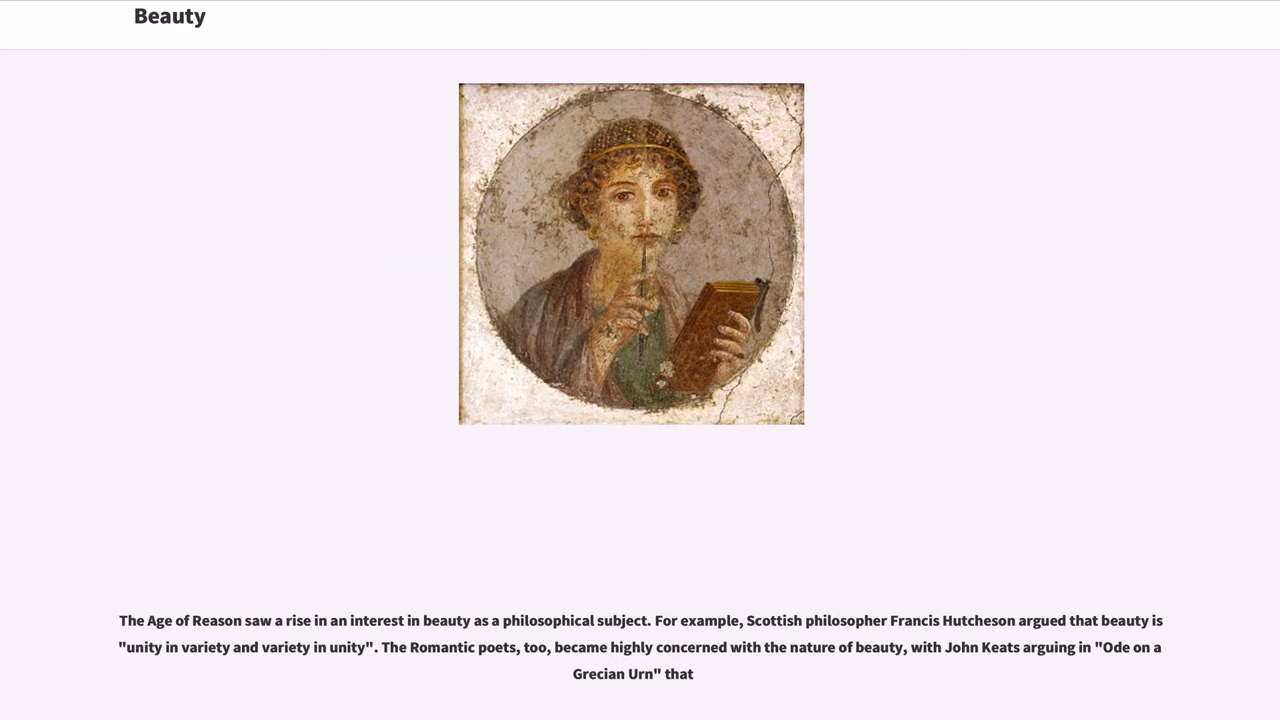 Beauty
The Age of Reason saw a rise in an interest in beauty as a philosophical subject. For example, Scottish philosopher Francis Hutcheson argued that beauty is
"unity in variety and variety in unity". The Romantic poets, too, became highly concerned with the nature of beauty, with John Keats arguing in "Ode on a
Grecian Urn" that